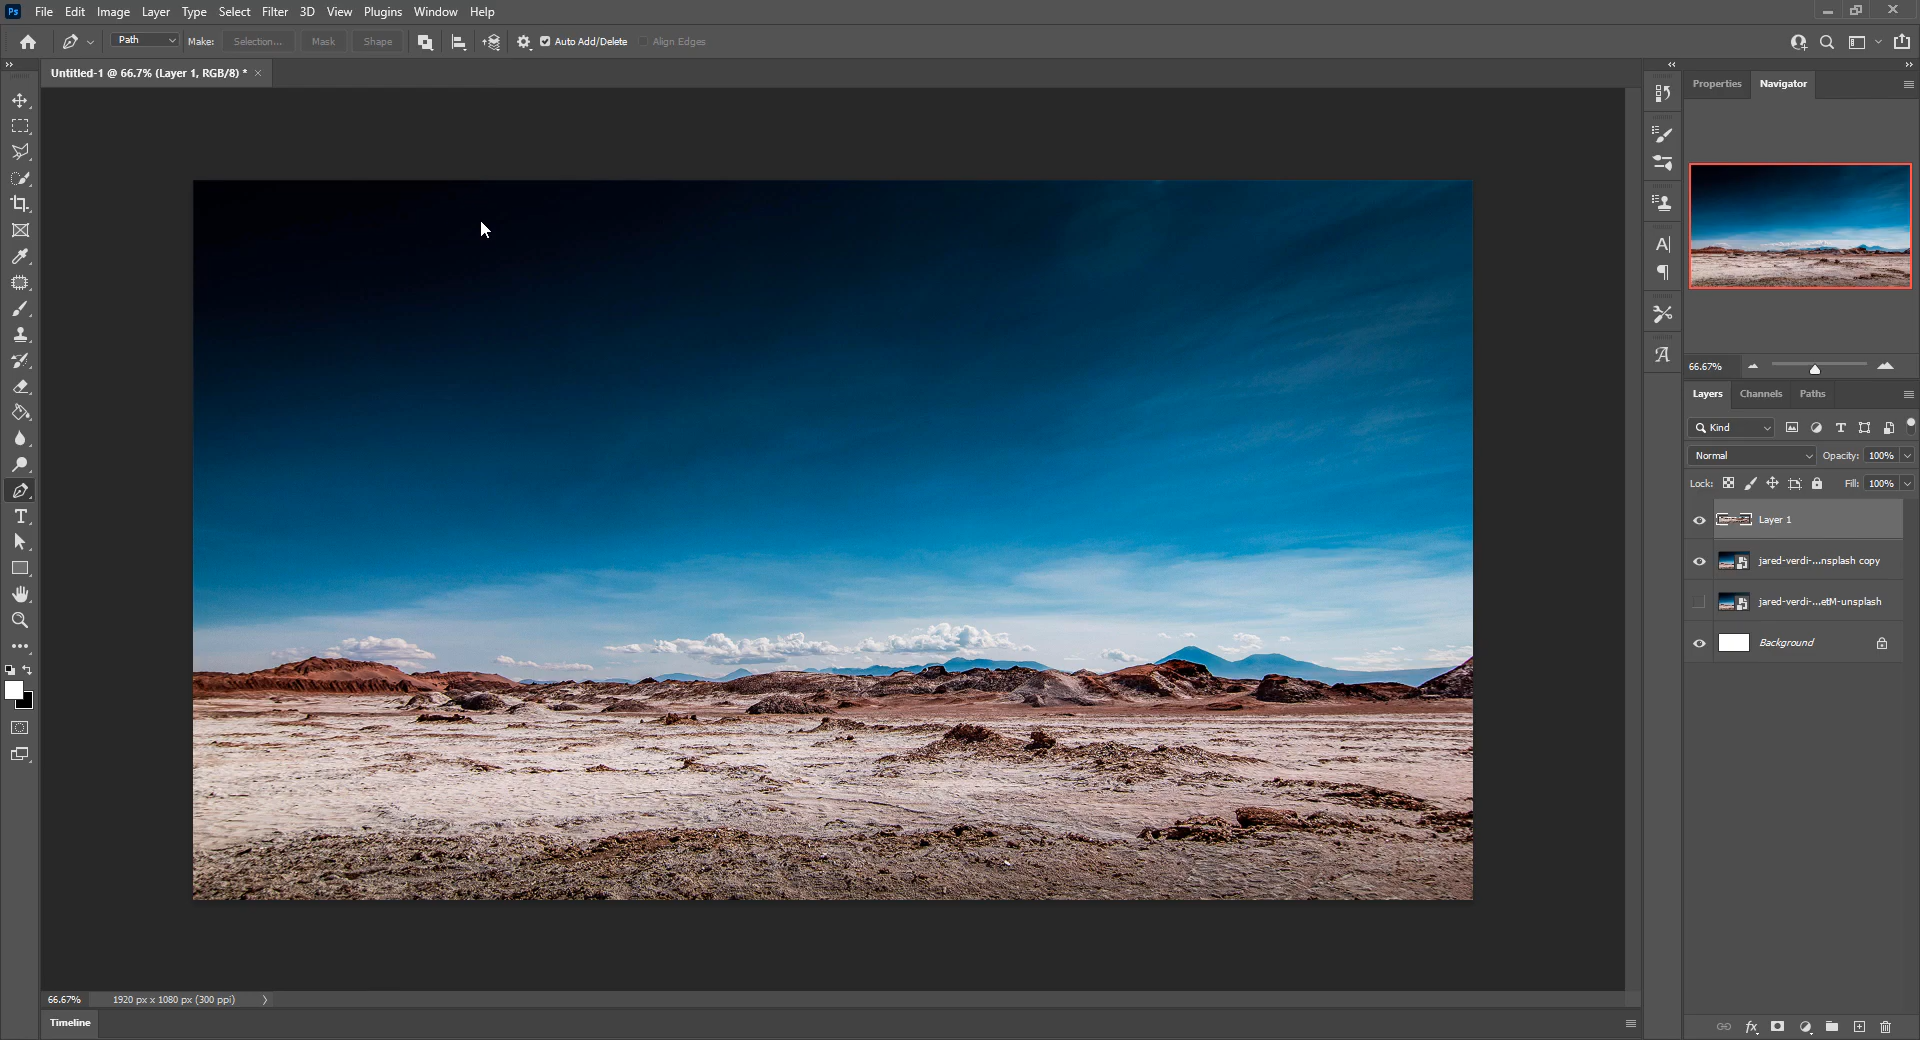 Ps File Edit Image Layer Type Select Filter 3D View Plugins Window Help
Path Make: Selection... Mask Shape Auto Add/Delete Align Edges
Untitled-1 @ 66.7% (Layer 1, RGB/8) *
Properties Navigator
66.67%
Layers Channels Paths
Kind
Normal Opacity: 100%
Lock: Fill: 100%
Layer 1
jared-verdi-...nsplash copy
jared-verdi-...etM-unsplash
Background
66.67% 1920 px x 1080 px (300 ppi)
Timeline
fx